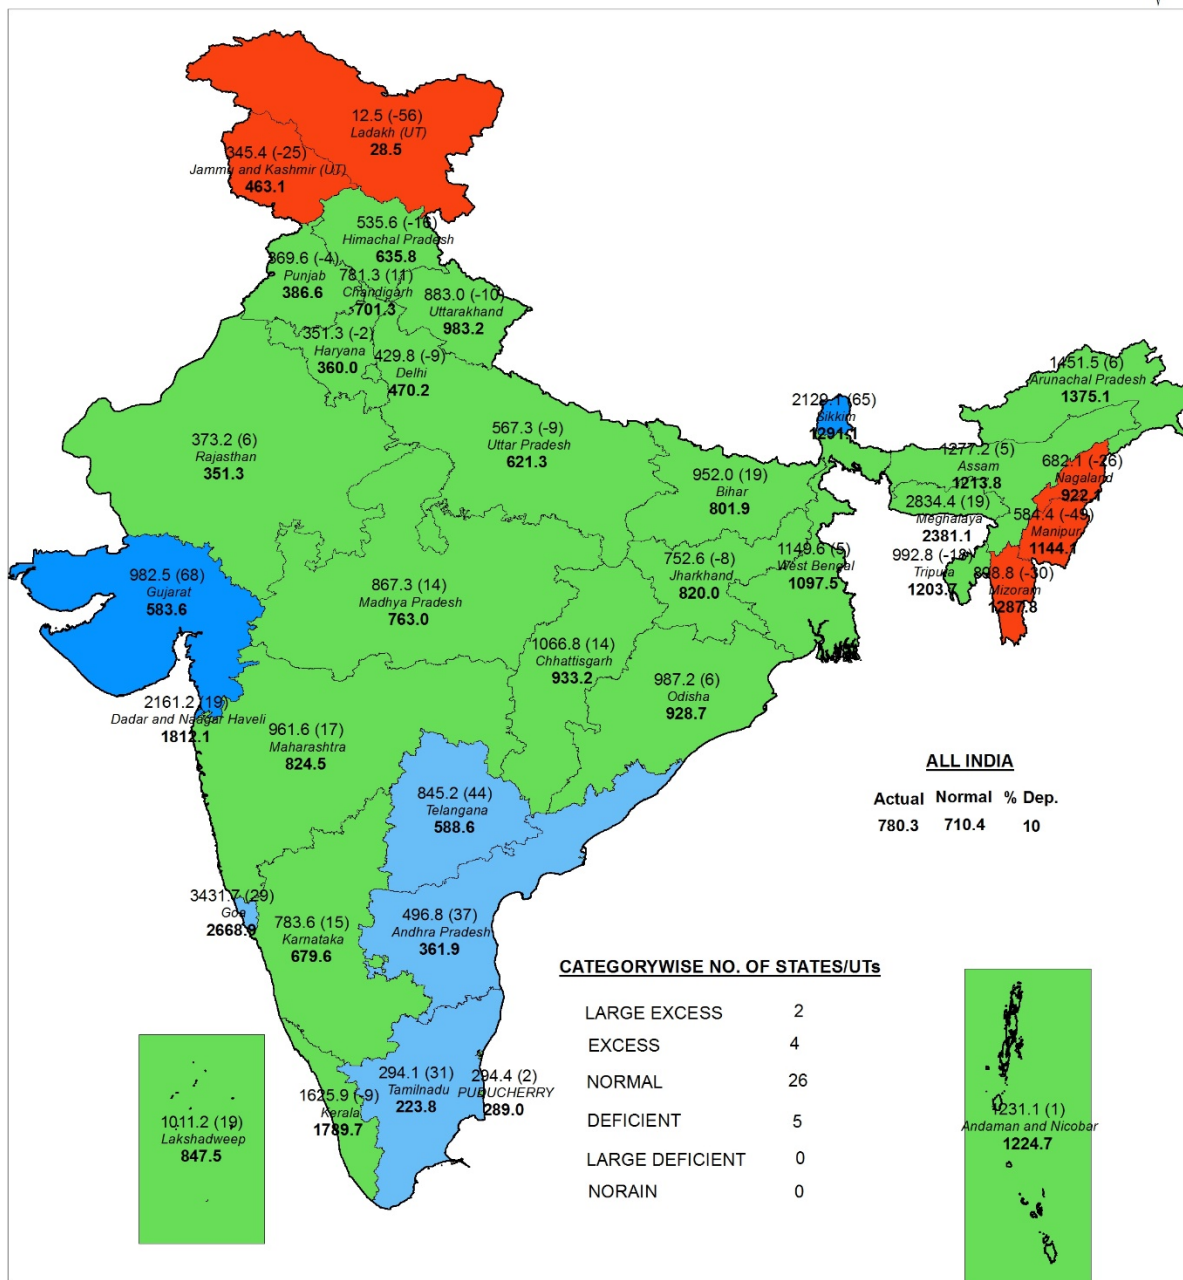 12.5 (-56)
Ladakh (UT)
28.5
345.4 (-25)
Jammu and Kashmir (UT)
463.1
535.6 (-16)
Himachal Pradesh
635.8
369.6 (-4)
Punjab
386.6
781.3 (11)
Chandigarh
701.3
883.0 (-10)
Uttarakhand
983.2
351.3 (-2)
Haryana
360.0
429.8 (-9)
Delhi
470.2
373.2 (6)
Rajasthan
351.3
567.3 (-9)
Uttar Pradesh
621.3
952.0 (19)
Bihar
801.9
2129.1 (65)
Sikkim
1291.1
1451.5 (6)
Arunachal Pradesh
1375.1
1277.2 (5)
Assam
1213.8
682.1 (-26)
Nagaland
922.1
2834.4 (19)
Meghalaya
2381.1
584.4 (-49)
Manipur
1144.1
992.8 (-18)
Tripura
1203.7
898.8 (-30)
Mizoram
1287.8
982.5 (68)
Gujarat
583.6
867.3 (14)
Madhya Pradesh
763.0
752.6 (-8)
Jharkhand
820.0
1149.6 (5)
West Bengal
1097.5
1066.8 (14)
Chhattisgarh
933.2
987.2 (6)
Odisha
928.7
2161.2 (19)
Dadar and Naagar Haveli
1812.1
961.6 (17)
Maharashtra
824.5
845.2 (44)
Telangana
588.6
ALL INDIA
Actual Normal % Dep.
780.3 710.4 10
3431.7 (29)
Goa
2668.9
783.6 (15)
Karnataka
679.6
496.8 (37)
Andhra Pradesh
361.9
CATEGORYWISE NO. OF STATES/UTs
LARGE EXCESS 2
EXCESS 4
NORMAL 26
DEFICIENT 5
LARGE DEFICIENT 0
NORAIN 0
294.1 (31)
Tamilnadu
223.8
294.4 (2)
PUDUCHERRY
289.0
1625.9 (-9)
Kerala
1789.7
1011.2 (19)
Lakshadweep
847.5
1231.1 (1)
Andaman and Nicobar
1224.7